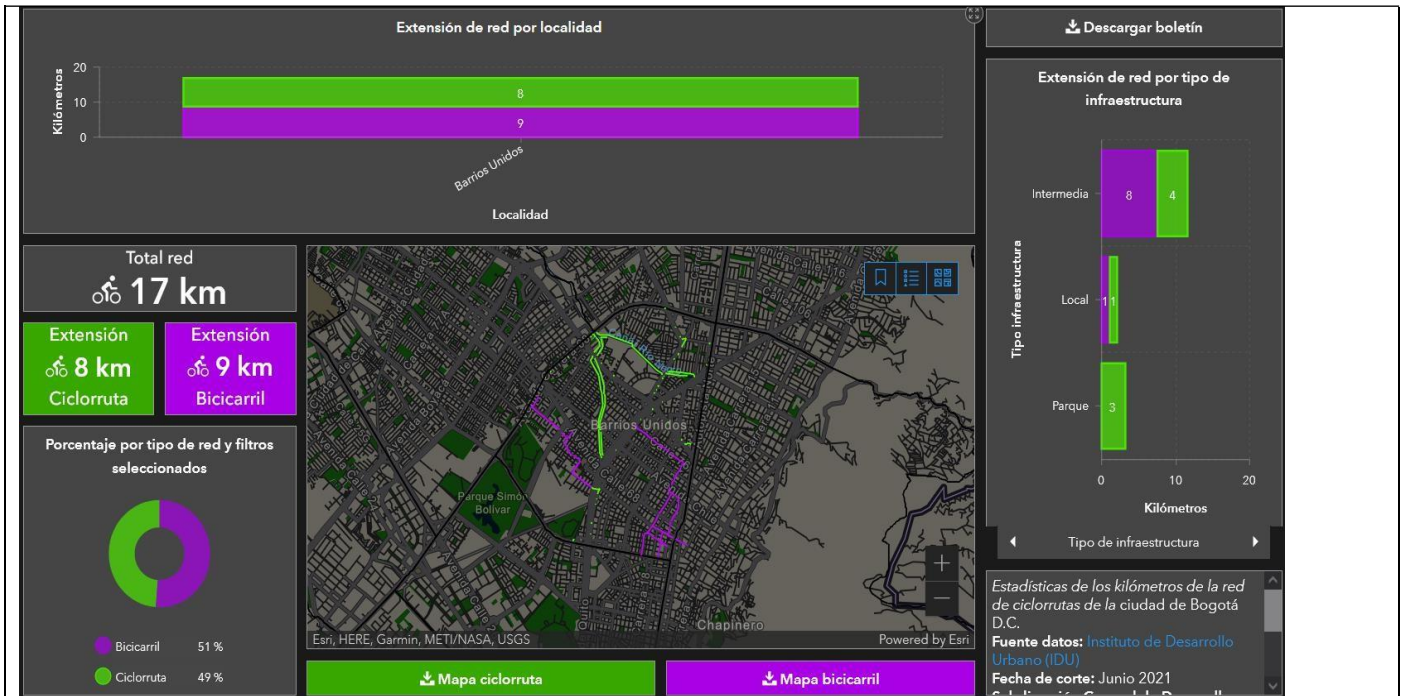 Extensión de red por localidad
Kilómetros
20
10
0
8
9
Barrios Unidos
Localidad
Descargar boletín
Extensión de red por tipo de
infraestructura
Tipo infraestructura
Intermedia
8
4
Local
1
1
Parque
3
0
10
20
Kilómetros
Tipo de infraestructura
Total red
17 km
Extensión
8 km
Ciclorruta
Extensión
9 km
Bicicarril
Porcentaje por tipo de red y filtros
seleccionados
Bicicarril 51 %
Ciclorruta 49 %
Barrios Unidos
Parque Simón
Bolívar
Chapinero
Esri, HERE, Garmin, METI/NASA, USGS
Powered by Esri
Mapa ciclorruta
Mapa bicicarril
Estadísticas de los kilómetros de la red
de ciclorrutas de la ciudad de Bogotá
D.C.
Fuente datos: Instituto de Desarrollo
Urbano (IDU)
Fecha de corte: Junio 2021